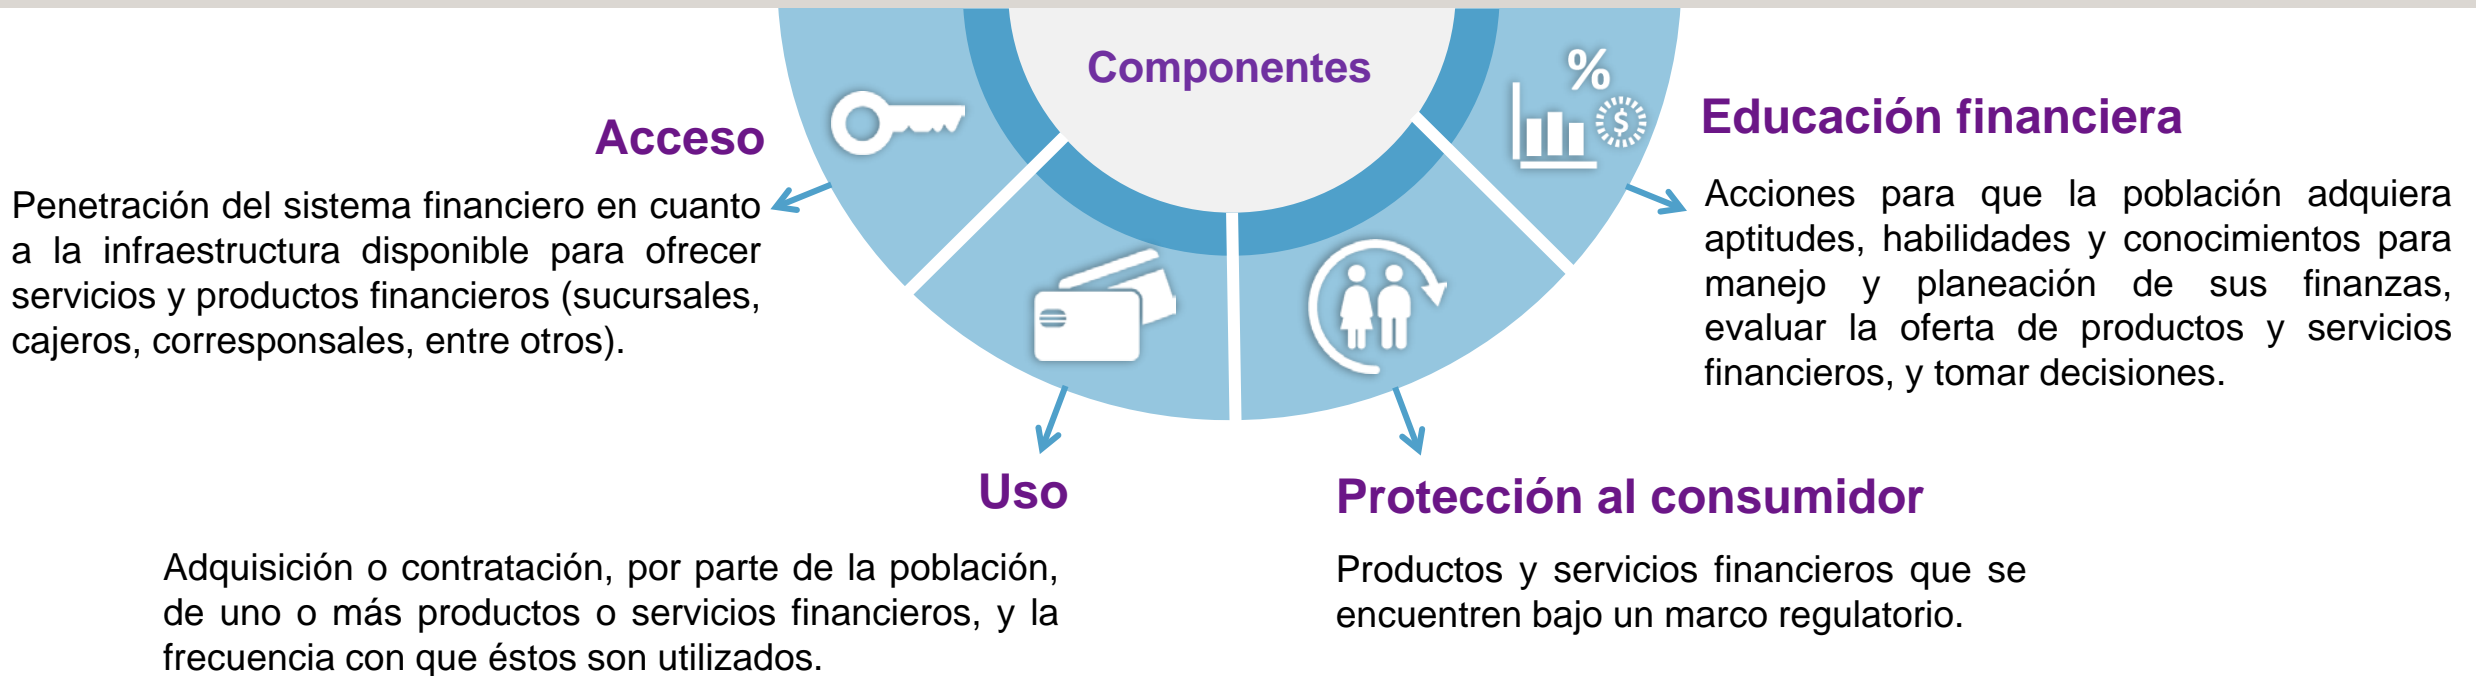 Componentes
Acceso
Penetración del sistema financiero en cuanto
a la infraestructura disponible para ofrecer
servicios y productos financieros (sucursales,
cajeros, corresponsales, entre otros).
Uso
Adquisición o contratación, por parte de la población,
de uno o más productos o servicios financieros, y la
frecuencia con que éstos son utilizados.
Protección al consumidor
Productos y servicios financieros que se
encuentren bajo un marco regulatorio.
%
$
Educación financiera
Acciones para que la población adquiera
aptitudes, habilidades y conocimientos para
manejo y planeación de sus finanzas,
evaluar la oferta de productos y servicios
financieros, y tomar decisiones.